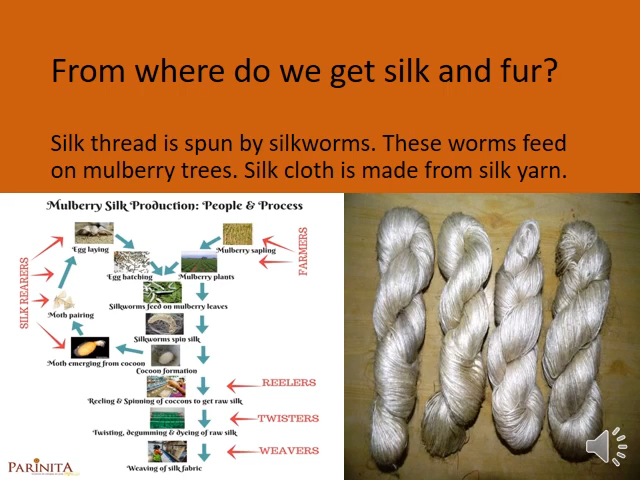 From where do we get silk and fur?
Silk thread is spun by silkworms. These worms feed
on mulberry trees. Silk cloth is made from silk yarn.
Mulberry Silk Production: People & Process
Egg laying
Mulberry sapling
FARMERS
SILK REARERS
Egg hatching
Mulberry plants
Silkworms feed on mulberry leaves
Moth pairing
Silkworms spin silk
Moth emerging from cocoon
Cocoon formation
REELERS
Reeling & Spinning of coccons to get raw silk
TWISTERS
Twisting, degumming & dyeing of raw silk
WEAVERS
Weaving of silk fabric
PARINITA